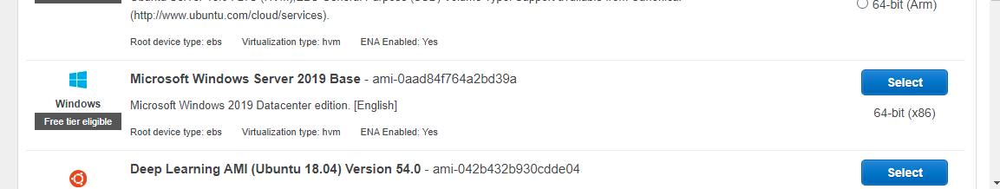 (http://www.ubuntu.com/cloud/services).
64-bit (Arm)
Root device type: ebs Virtualization type: hvm ENA Enabled: Yes
Microsoft Windows Server 2019 Base - ami-0aad84f764a2bd39a
Select
Windows
Microsoft Windows 2019 Datacenter edition. [English]
64-bit (x86)
Free tier eligible
Root device type: ebs Virtualization type: hvm ENA Enabled: Yes
Deep Learning AMI (Ubuntu 18.04) Version 54.0 - ami-042b432b930cdde04
Select